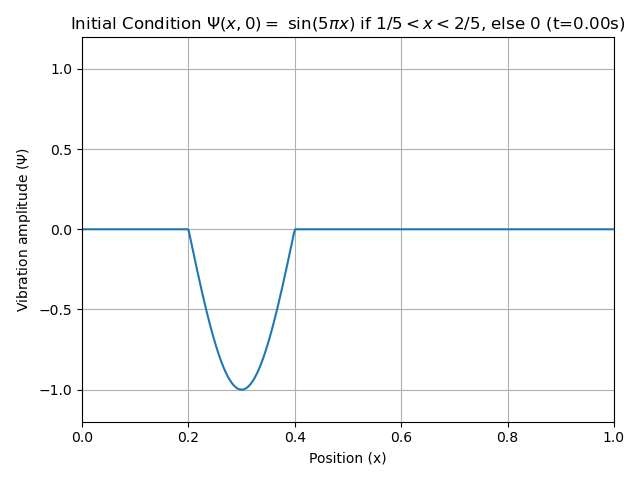 Initial Condition Ψ(x, 0) = sin(5πx) if 1/5 < x < 2/5, else 0 (t=0.00s)
1.0
0.5
0.0
−0.5
−1.0
Vibration amplitude (Ψ)
0.0 0.2 0.4 0.6 0.8 1.0
Position (x)